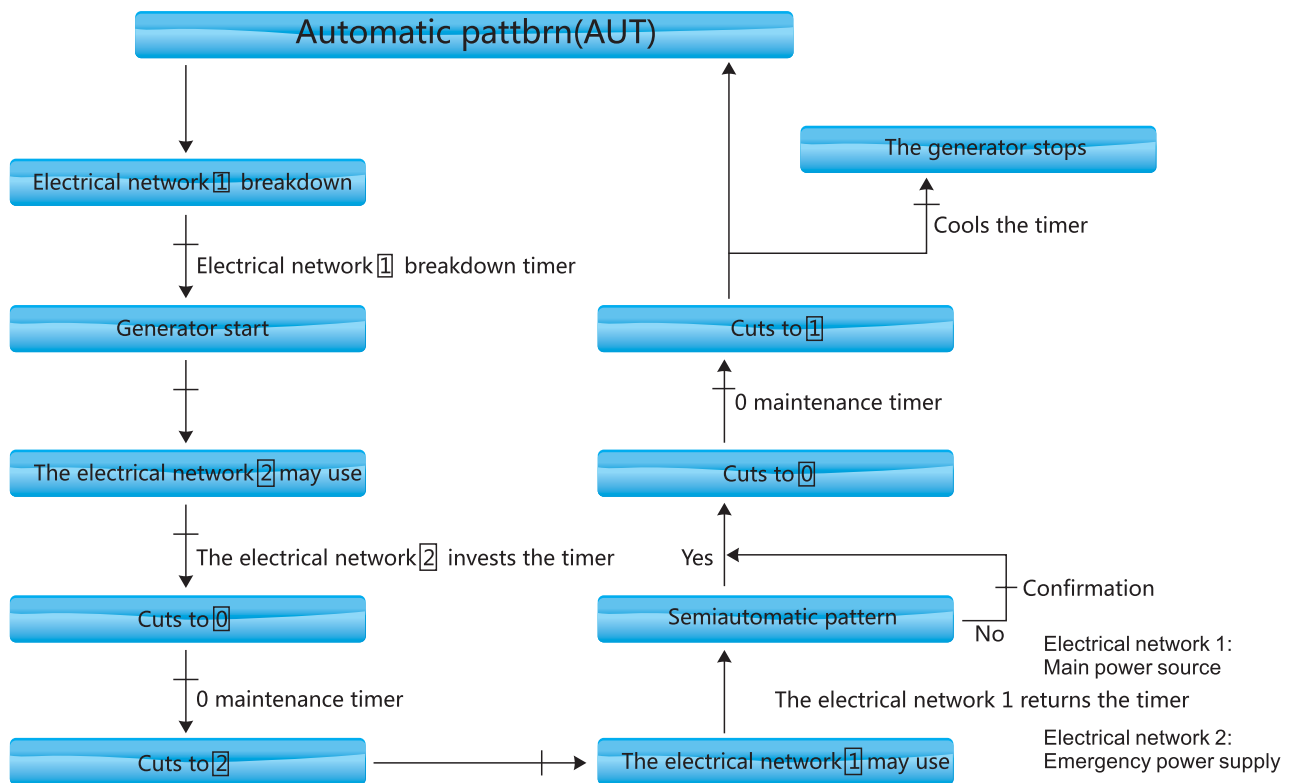 Automatic pattbrn(AUT)
Electrical network 1 breakdown
Electrical network 1 breakdown timer
Generator start
The electrical network 2 may use
The electrical network 2 invests the timer
Cuts to 0
0 maintenance timer
Cuts to 2
The generator stops
Cools the timer
Cuts to 1
0 maintenance timer
Cuts to 0
Yes
Confirmation
Semiautomatic pattern
No
The electrical network 1 returns the timer
The electrical network 1 may use
Electrical network 1:
Main power source
Electrical network 2:
Emergency power supply